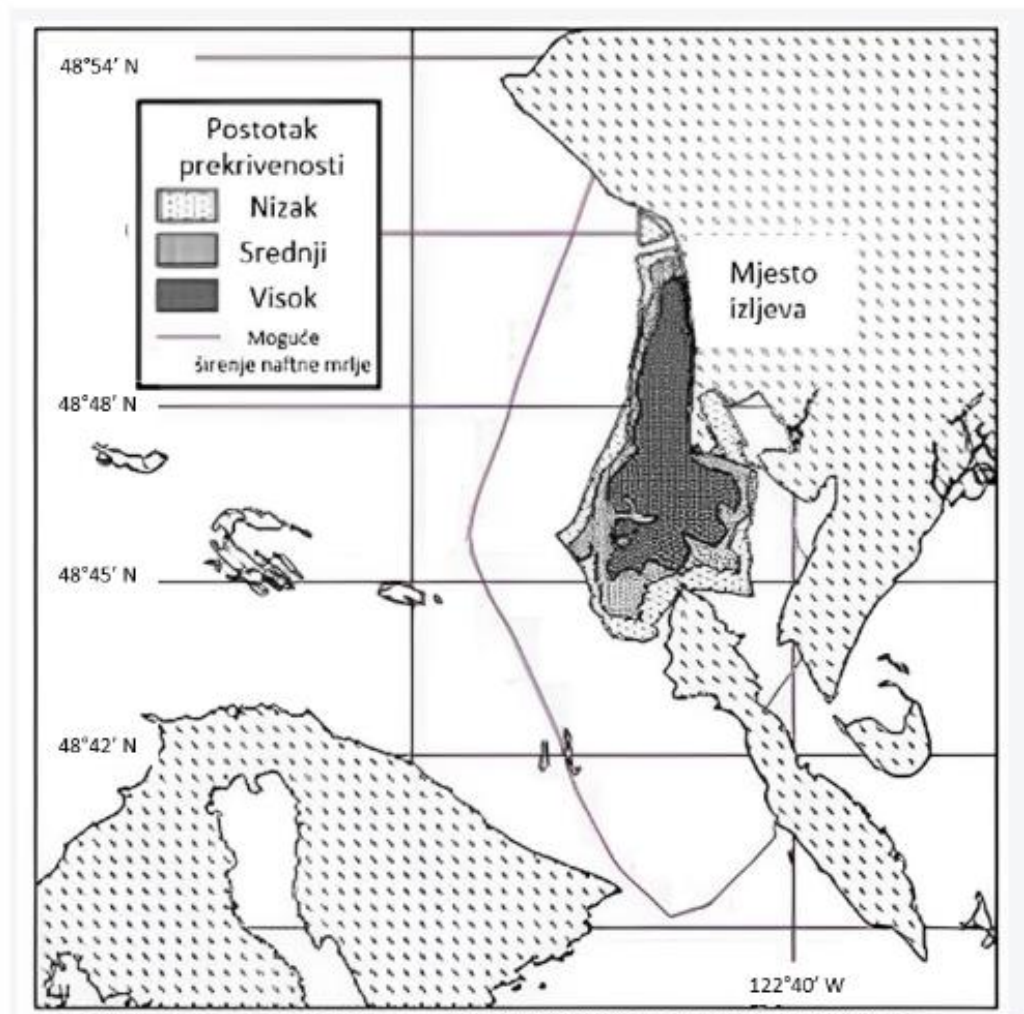 48°54' N
Postotak
prekrivenosti
Nizak
Srednji
Visok
Moguće
širenje naftne mrlje
Mjesto
izljeva
48°48' N
48°45' N
48°42' N
122°40' W